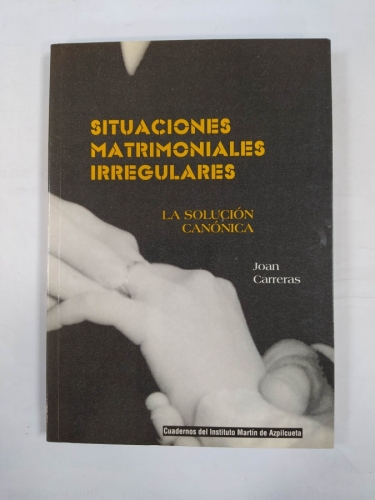 SITUACIONES
MATRIMONIALES
IRREGULARES
LA SOLUCIÓN
CANÓNICA
Joan
Carreras
Cuadernos del Instituto Martín de Azpilcueta